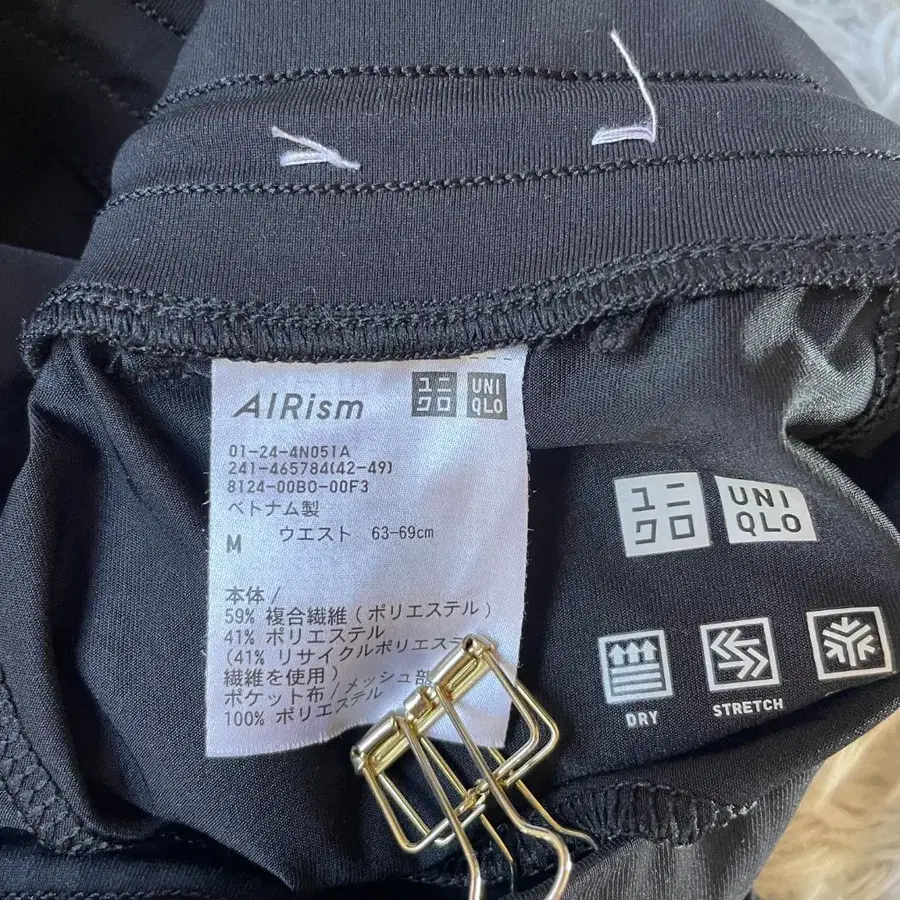 AIRism
ユニ
クロ
UNI
QLO
01-24-4N051A
241-465784(42-49)
8124-00B0-00F3
ベトナム製
M ウエスト 63-69cm
本体/
59% 複合繊維(ポリエステル)
41% ポリエステル
(41% リサイクルポリエステ
繊維を使用)
ポケット布/メッシュ部
100% ポリエステル
ユニ
クロ
UNI
QLO
DRY
STRETCH